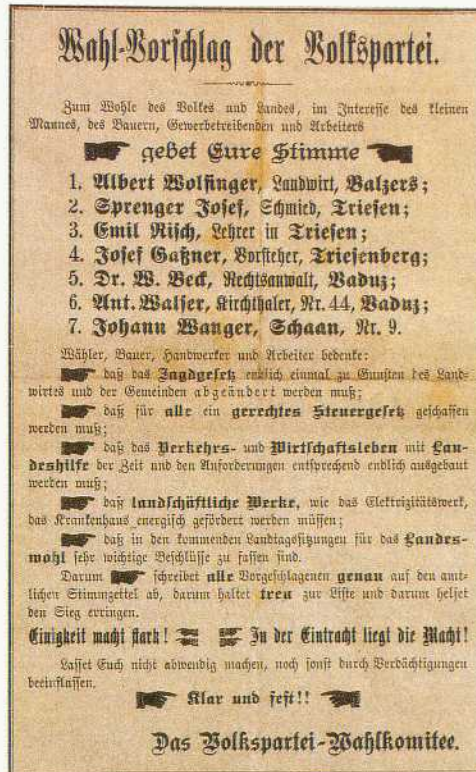 Wahl-Vorschlag der Volkspartei.
Zum Wohle des Volkes und Landes, im Interesse des kleinen
Mannes, des Bauern, Gewerbetreibenden und Arbeiters
gebet Eure Stimme
1. Albert Wolfinger, Landwirt, Balzers;
2. Sprenger Josef, Schmied, Triesen;
3. Emil Risch, Lehrer in Triesen;
4. Josef Gaßner, Vorsteher, Triesenberg;
5. Dr. W. Beck, Rechtsanwalt, Vaduz;
6. Ant. Walser, Kirchthaler, Nr. 44, Vaduz;
7. Johann Wanger, Schaan, Nr. 9.
Wähler, Bauer, Handwerker und Arbeiter bedenke:
daß das Jagdgesetz endlich einmal zu Gunsten des Land-
wirtes und der Gemeinden abgeändert werden muß;
daß für alle ein gerechtes Steuergesetz geschaffen
werden muß;
daß das Verkehrs- und Wirtschaftsleben mit Lan-
deshilfe der Zeit und den Anforderungen entsprechend endlich ausgebaut
werden muß;
daß landschäftliche Werke, wie das Elektrizitätswerk,
das Krankenhaus energisch gefördert werden müssen;
daß in den kommenden Landtagssitzungen für das Landes-
wohl sehr wichtige Beschlüsse zu fassen sind.
Darum schreibet alle Vorgeschlagenen genau auf den amt-
lichen Stimmzettel ab, darum haltet treu zur Liste und darum helfet
den Sieg erringen.
Einigkeit macht stark! In der Eintracht liegt die Macht!
Lasset Euch nicht abwendig machen, noch sonst durch Verdächtigungen
beeinflussen.
Klar und fest!!
Das Volkspartei-Wahlkomitee.